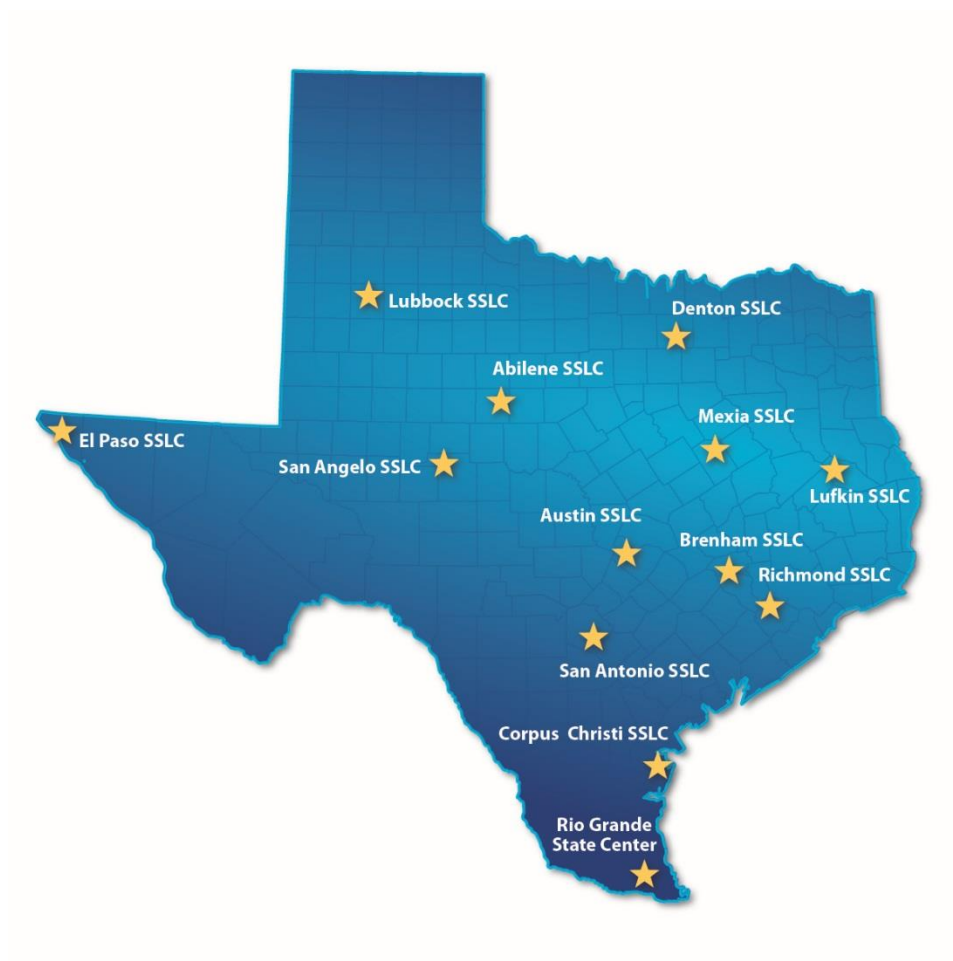 Lubbock SSLC
Denton SSLC
Abilene SSLC
Mexia SSLC
El Paso SSLC
San Angelo SSLC
Lufkin SSLC
Austin SSLC
Brenham SSLC
Richmond SSLC
San Antonio SSLC
Corpus  Christi SSLC
Rio Grande
State Center